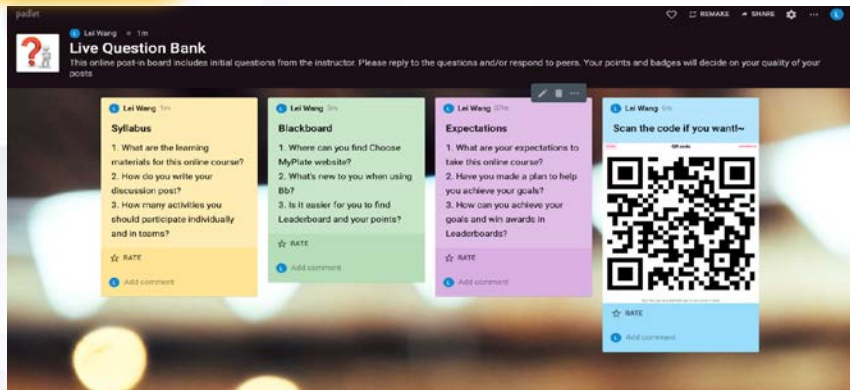 padlet
REMAKE
SHARE
Lei Wang 1m
Live Question Bank
This online post-in board includes initial questions from the instructor. Please reply to the questions and/or respond to peers. Your points and badges will decide on your quality of your
posts
Lei Wang
Syllabus
1. What are the learning
materials for this online course?
2. How do you write your
discussion post?
3. How many activities you
should participate individually
and in teams?
RATE
Add comment
Lei Wang
Blackboard
1. Where can you find Choose
MyPlate website?
2. What's new to you when using
Bb?
3. Is it easier for you to find
Leaderboard and your points?
RATE
Add comment
Lei Wang
Expectations
1. What are your expectations to
take this online course?
2. Have you made a plan to help
you achieve your goals?
3. How can you achieve your
goals and win awards in
Leaderboards?
RATE
Add comment
Lei Wang
Scan the code if you want!~
QR code
RATE
Add comment